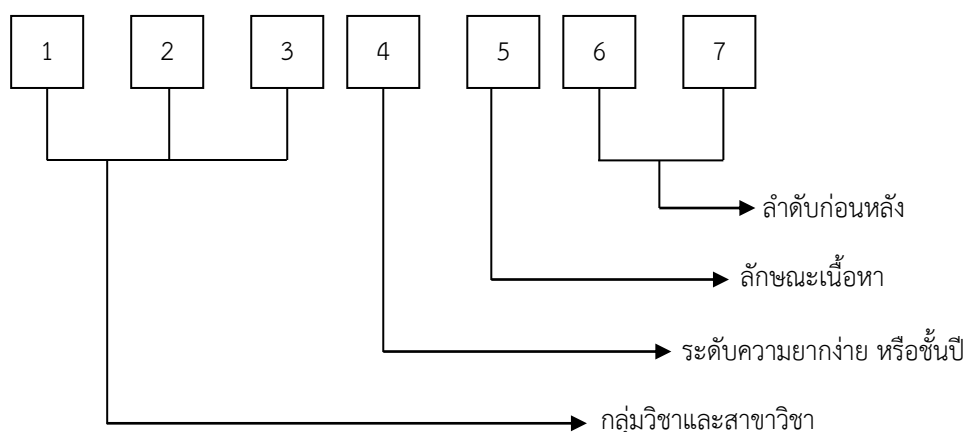 1 2 3 4 5 6 7
ลำดับก่อนหลัง
ลักษณะเนื้อหา
ระดับความยากง่าย หรือชั้นปี
กลุ่มวิชาและสาขาวิชา